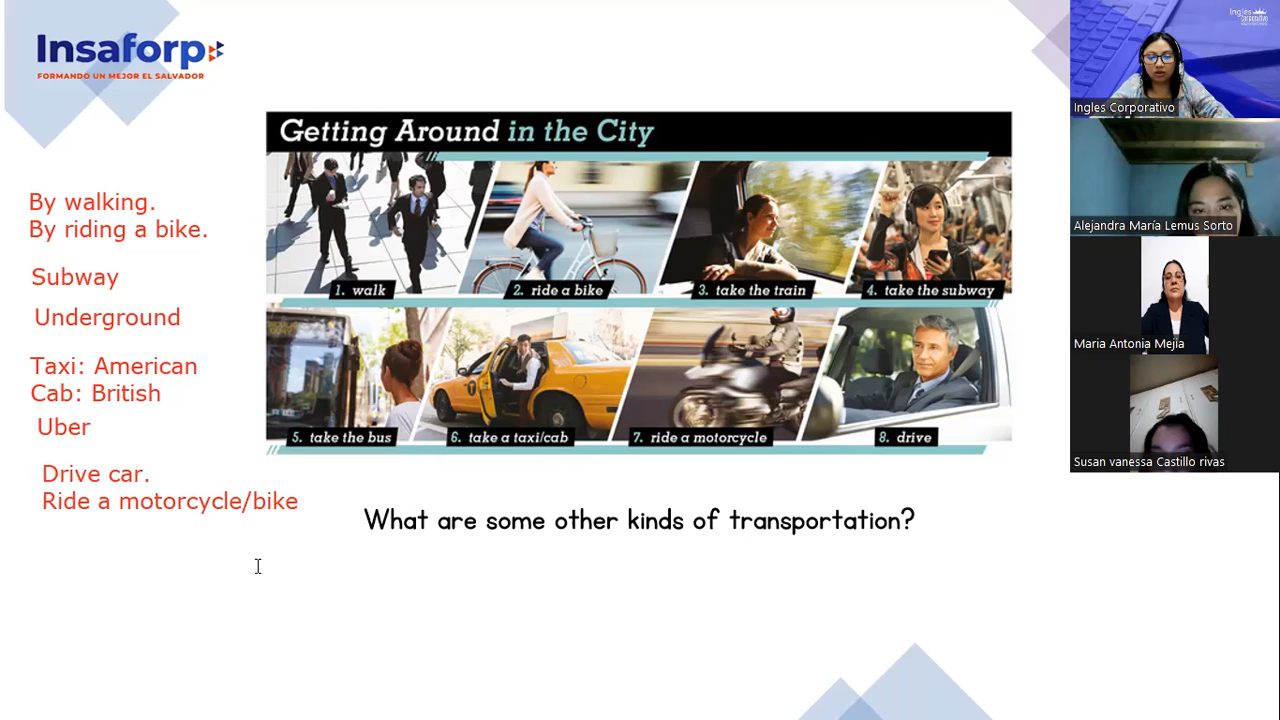 Insaforp
FORMANDO UN MEJOR EL SALVADOR
By walking.
By riding a bike.
Subway
Underground
Taxi: American
Cab: British
Uber
Drive car.
Ride a motorcycle/bike
Getting Around in the City
1. walk
2. ride a bike
3. take the train
4. take the subway
5. take the bus
6. take a taxi/cab
7. ride a motorcycle
8. drive
What are some other kinds of transportation?
Ingles Corporativo
Alejandra María Lemus Sorto
Maria Antonia Mejia
Susan vanessa Castillo rivas